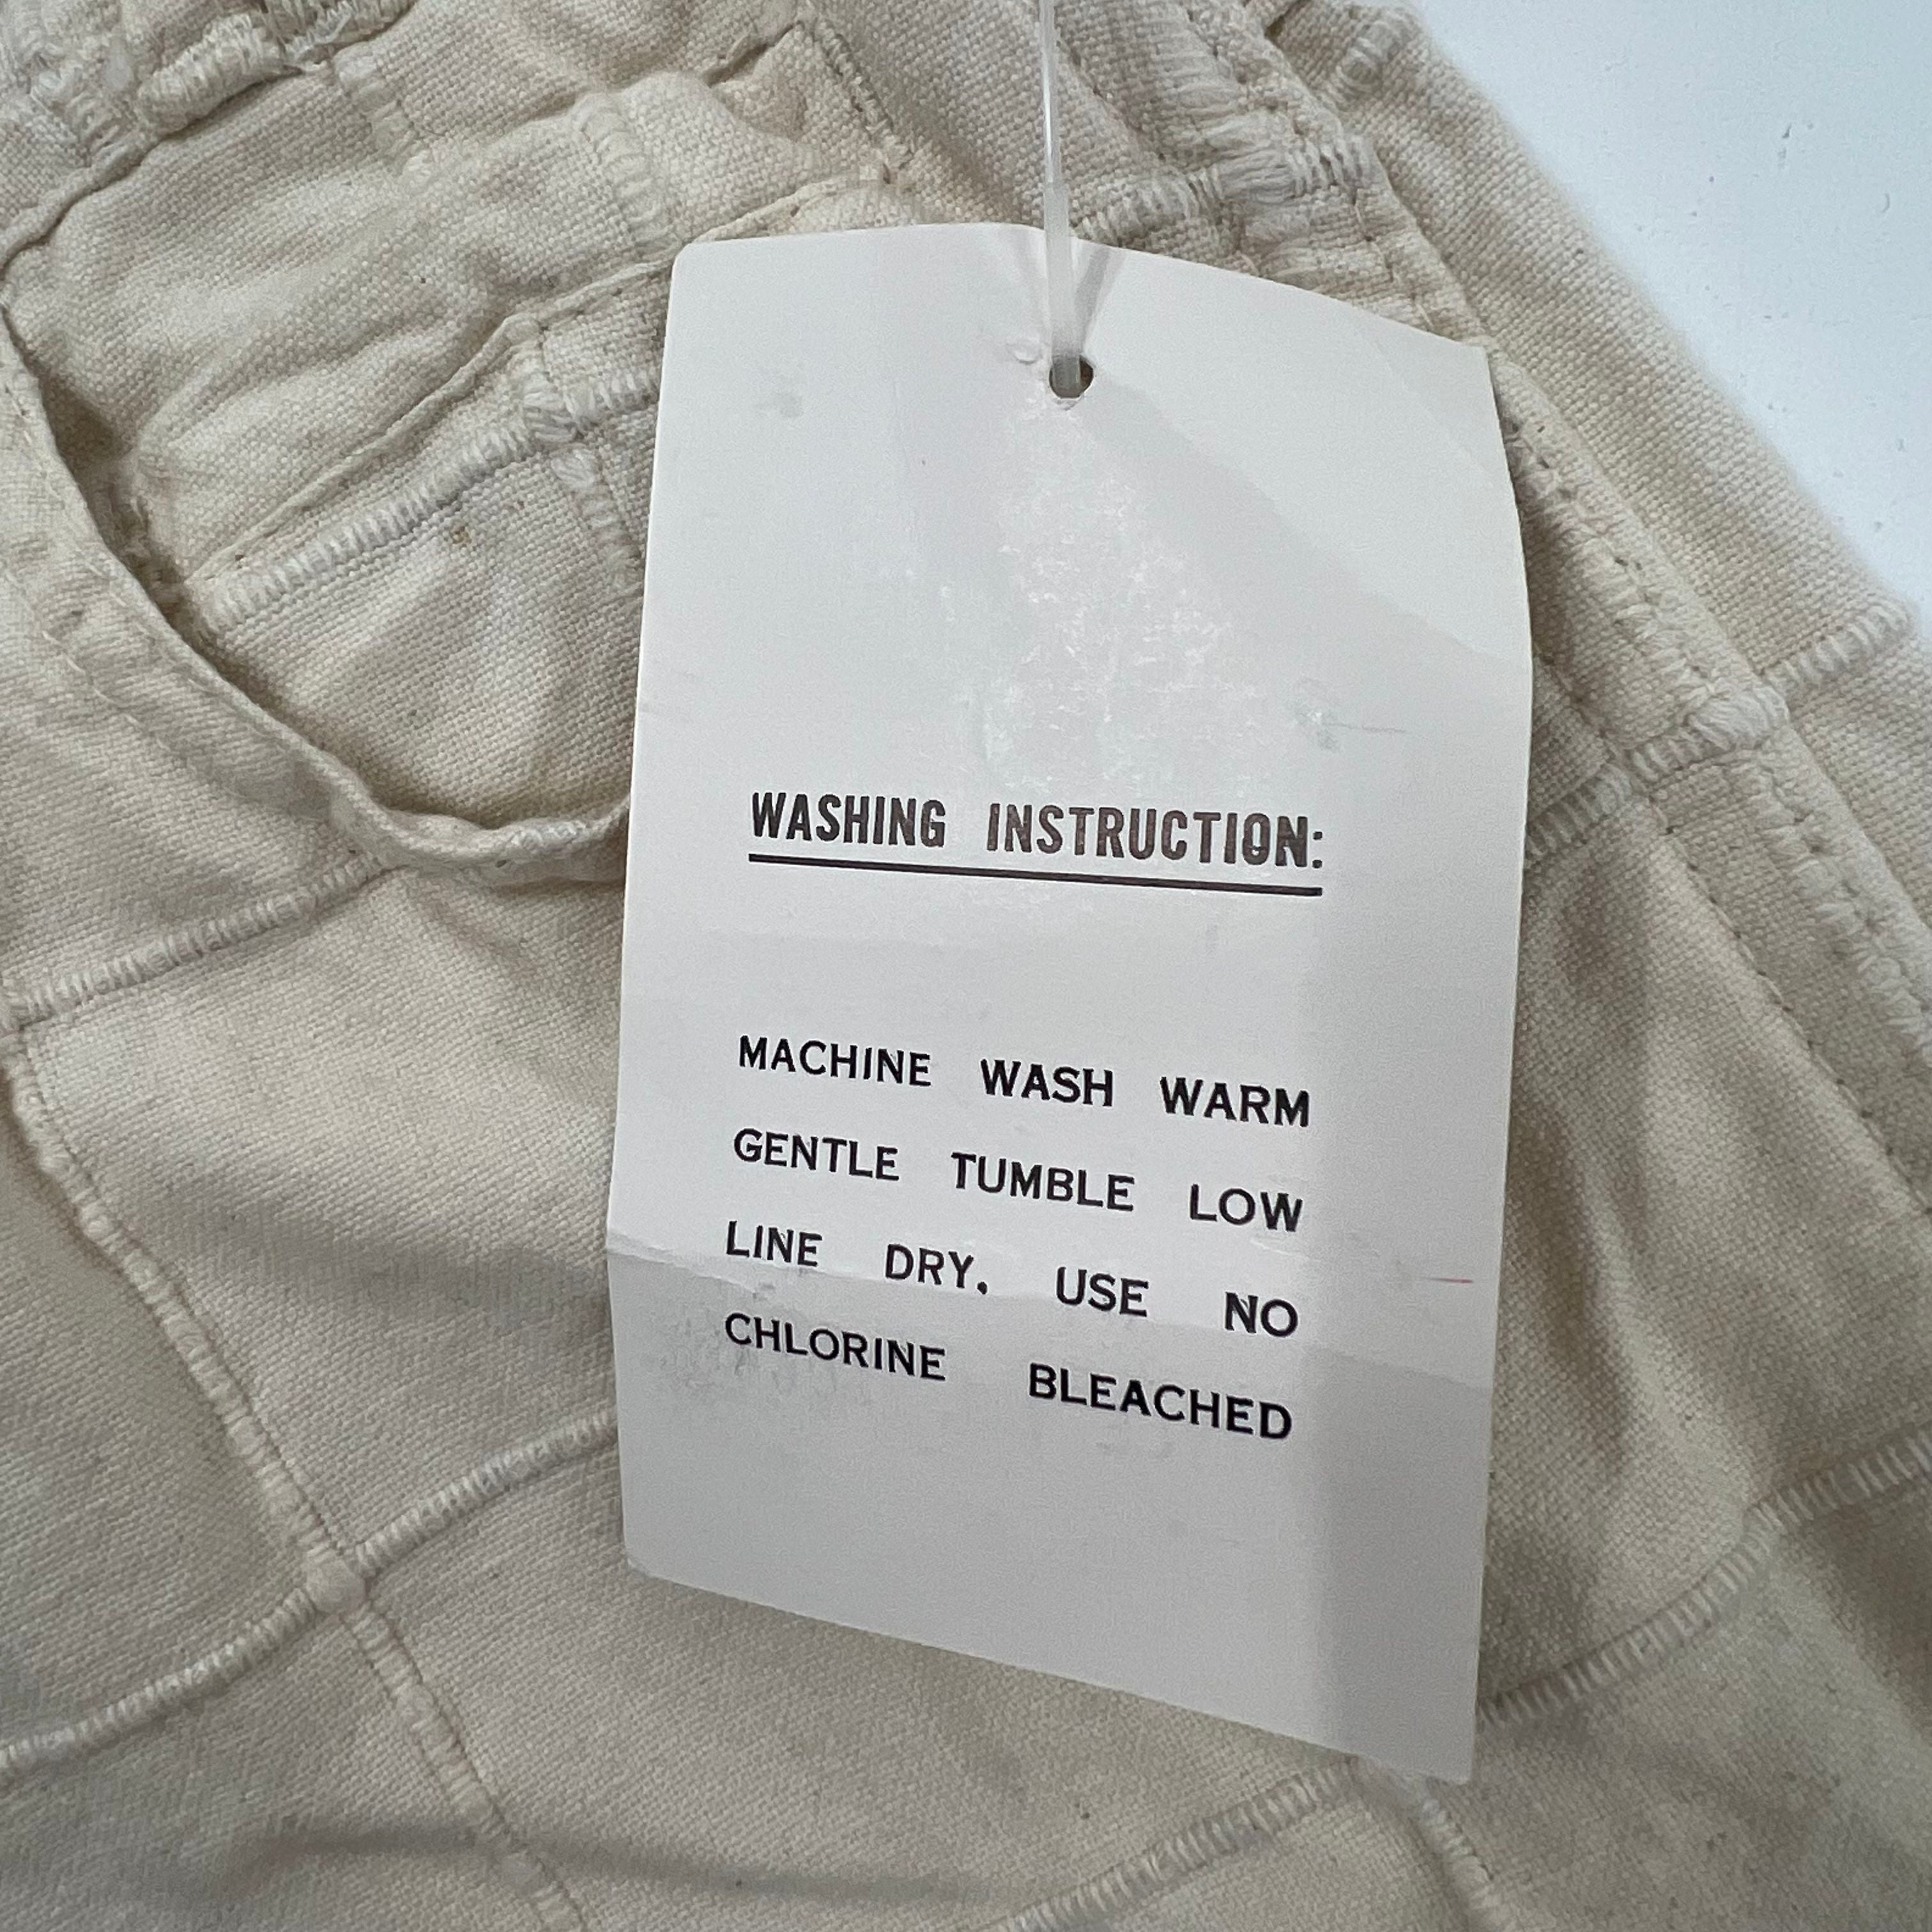 WASHING INSTRUCTION:
MACHINE WASH WARM
GENTLE TUMBLE LOW
LINE DRY, USE NO
CHLORINE BLEACHED